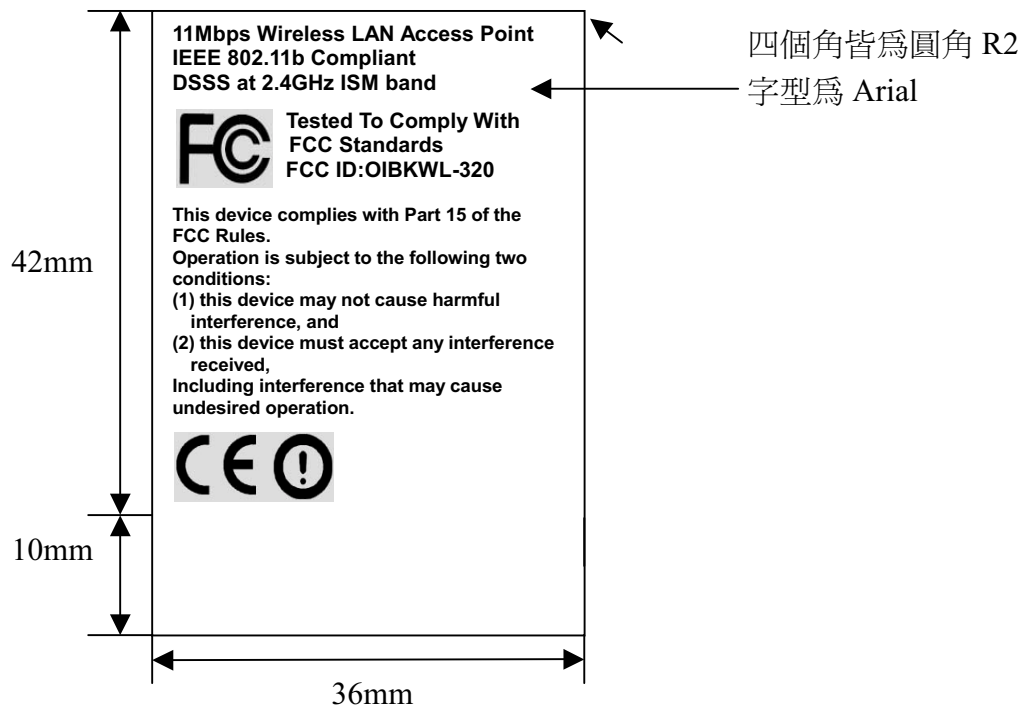 11Mbps Wireless LAN Access Point
IEEE 802.11b Compliant
DSSS at 2.4GHz ISM band
FC
Tested To Comply With
FCC Standards
FCC ID:OIBKWL-320
This device complies with Part 15 of the
FCC Rules.
Operation is subject to the following two
conditions:
(1) this device may not cause harmful
interference, and
(2) this device must accept any interference
received,
Including interference that may cause
undesired operation.
CE !
四個角皆爲圓角 R2
字型爲 Arial
42mm
10mm
36mm